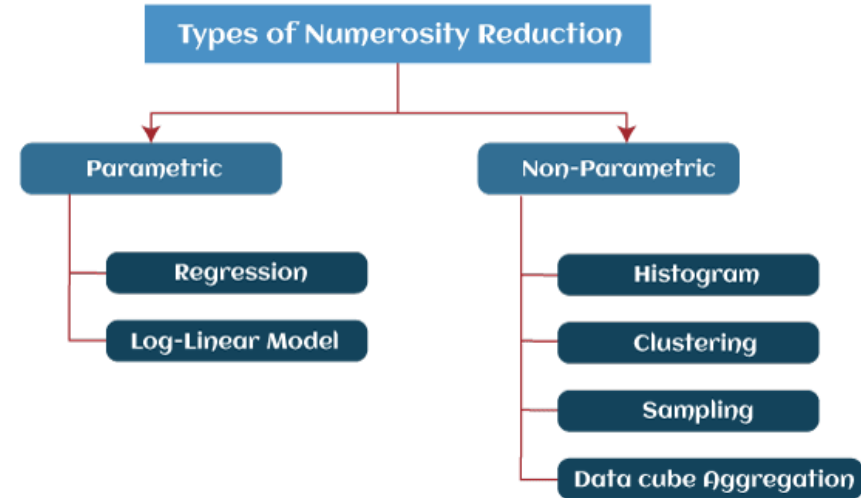 Types of Numerosity Reduction
Parametric
Non-Parametric
Regression
Log-Linear Model
Histogram
Clustering
Sampling
Data cube Aggregation